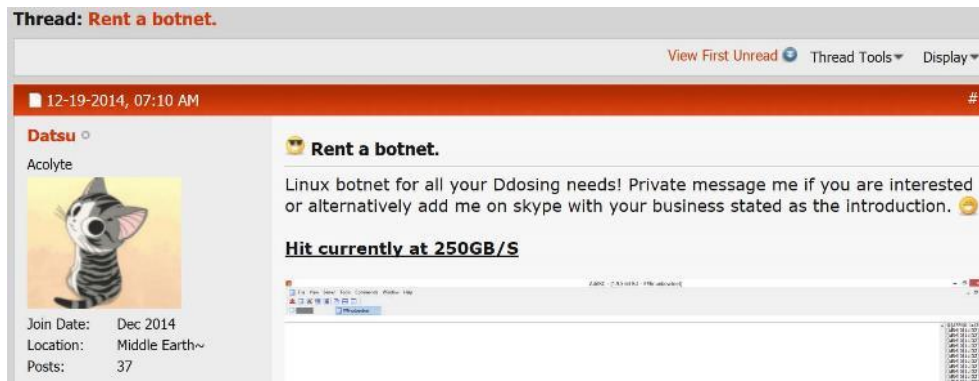 Thread: Rent a botnet.
View First Unread Thread Tools Display
12-19-2014, 07:10 AM
#
Datsu
Acolyte
Rent a botnet.
Linux botnet for all your Ddosing needs! Private message me if you are interested
or alternatively add me on skype with your business stated as the introduction.
Hit currently at 250GB/S
Join Date: Dec 2014
Location: Middle Earth~
Posts: 37